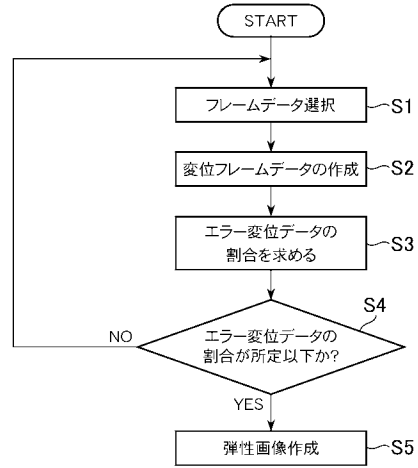 START
フレームデータ選択
S1
変位フレームデータの作成
S2
エラー変位データの
割合を求める
S3
S4
エラー変位データの
割合が所定以下か?
NO
YES
弾性画像作成
S5